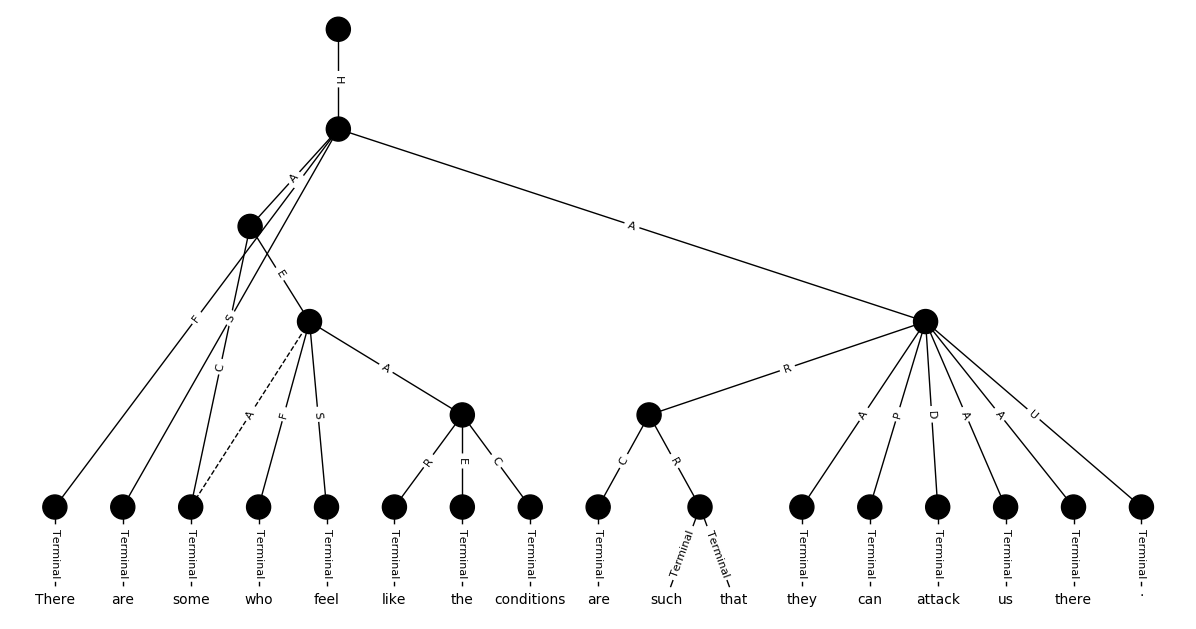 H
A
A
E
F
S
C
A
F
S
A
R
E
C
R
C
R
A
P
D
A
A
U
Terminal Terminal Terminal Terminal Terminal Terminal Terminal Terminal Terminal Terminal Terminal Terminal Terminal Terminal Terminal Terminal Terminal
There are some who feel like the conditions are such that they can attack us there .